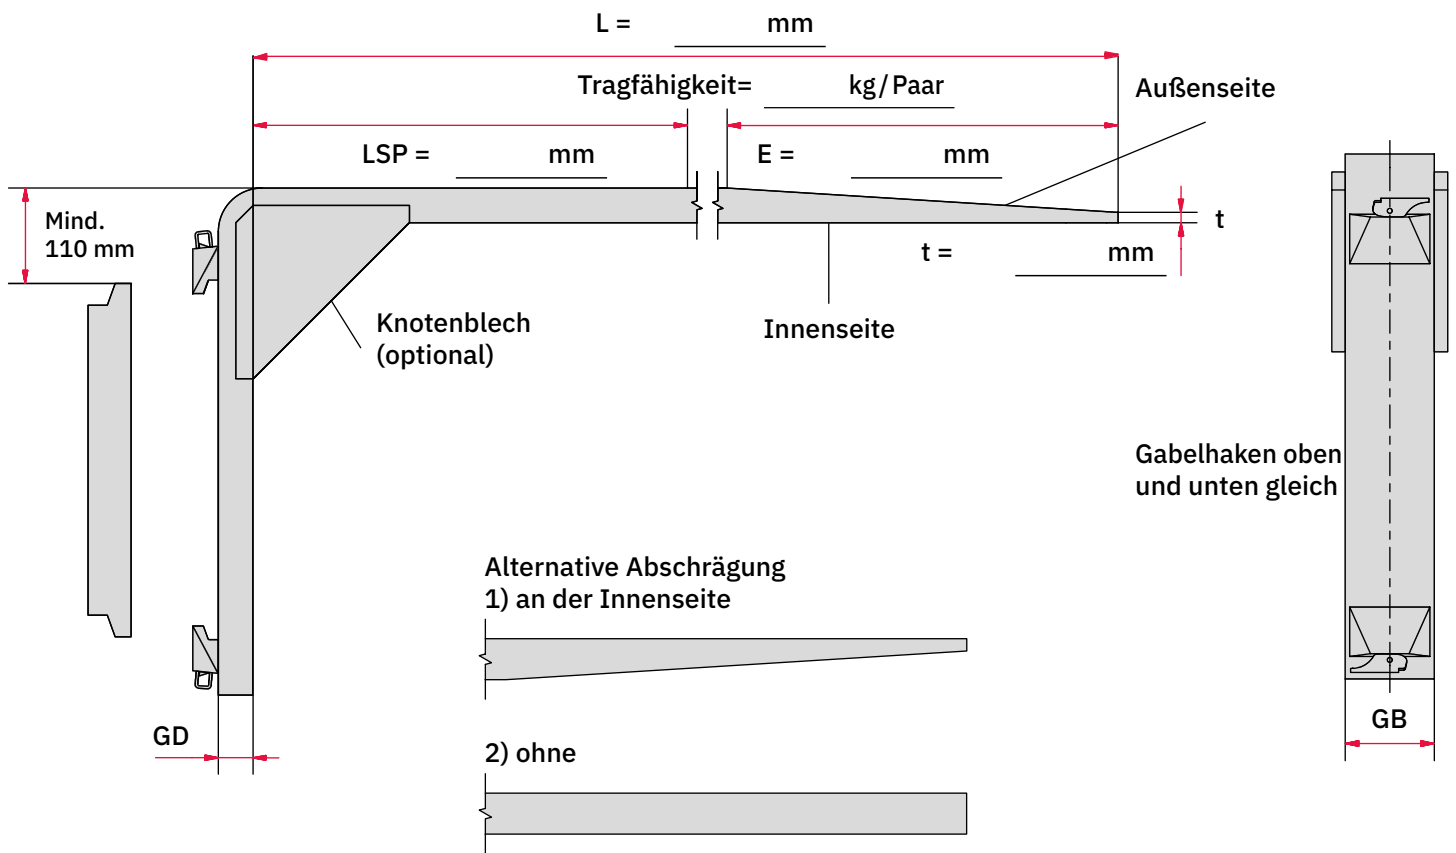 L = mm
Tragfähigkeit= kg/Paar
Außenseite
LSP = mm
E = mm
Mind.
110 mm
t
t = mm
Knotenblech
(optional)
Innenseite
Gabelhaken oben
und unten gleich
Alternative Abschrägung
1) an der Innenseite
GD
GB
2) ohne